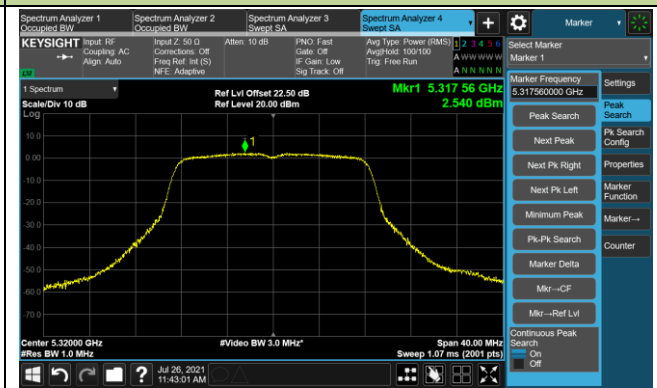 Spectrum Analyzer 1
Occupied BW
Spectrum Analyzer 2
Occupied BW
Spectrum Analyzer 3
Swept SA
Spectrum Analyzer 4
Swept SA
+
Marker
KEYSIGHT
Input: RF
Coupling: AC
Align: Auto
Input Z: 50 Ω
Corrections: Off
Freq Ref: Int (S)
NFE: Adaptive
Atten: 10 dB
PNO: Fast
Gate: Off
IF Gain: Low
Sig Track: Off
Avg Type: Power (RMS)
Avg|Hold: 100/100
Trig: Free Run
1 2 3 4 5 6
A W W W W W
A N N N N N
Select Marker
Marker 1
LXI
1 Spectrum
Scale/Div 10 dB
Log
Ref Lvl Offset 22.50 dB
Ref Level 20.00 dBm
Mkr1 5.317 56 GHz
2.540 dBm
1
10.0
0.00
-10.0
-20.0
-30.0
-40.0
-50.0
-60.0
-70.0
Center 5.32000 GHz
#Res BW 1.0 MHz
#Video BW 3.0 MHz*
Span 40.00 MHz
Sweep 1.07 ms (2001 pts)
Marker Frequency
5.317560000 GHz
Peak Search
Next Peak
Next Pk Right
Next Pk Left
Minimum Peak
Pk-Pk Search
Marker Delta
Mkr→CF
Mkr→Ref Lvl
Continuous Peak
Search
On
Off
Settings
Peak
Search
Pk Search
Config
Properties
Marker
Function
Marker→
Counter
?
Jul 26, 2021
11:43:01 AM